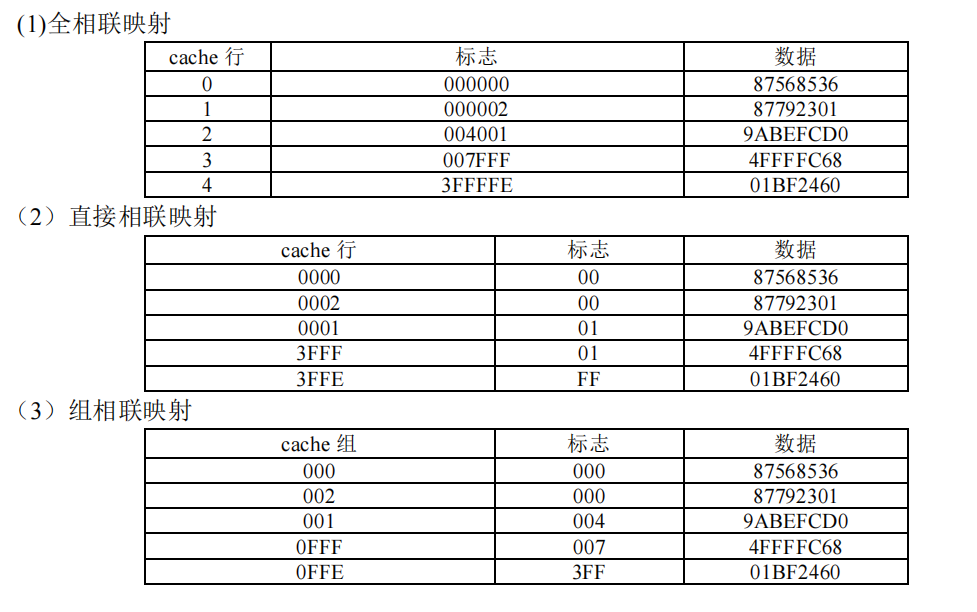 (1)全相联映射
cache 行 标志 数据
0 000000 87568536
1 000002 87792301
2 004001 9ABEFCD0
3 007FFF 4FFFFC68
4 3FFFFE 01BF2460
（2）直接相联映射
cache 行 标志 数据
0000 00 87568536
0002 00 87792301
0001 01 9ABEFCD0
3FFF 01 4FFFFC68
3FFE FF 01BF2460
（3）组相联映射
cache 组 标志 数据
000 000 87568536
002 000 87792301
001 004 9ABEFCD0
0FFF 007 4FFFFC68
0FFE 3FF 01BF2460